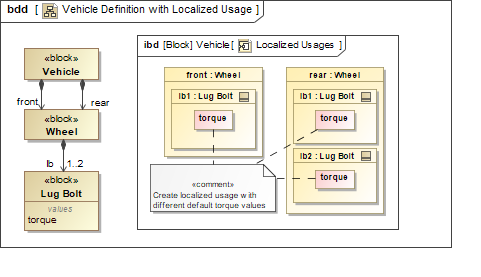 bdd [ Vehicle Definition with Localized Usage ]
«block»
Vehicle
front
rear
«block»
Wheel
lb
1..2
«block»
Lug Bolt
values
torque
ibd [Block] Vehicle[ Localized Usages ]
front : Wheel
lb1 : Lug Bolt
torque
rear : Wheel
lb1 : Lug Bolt
torque
lb2 : Lug Bolt
torque
«comment»
Create localized usage with
different default torque values